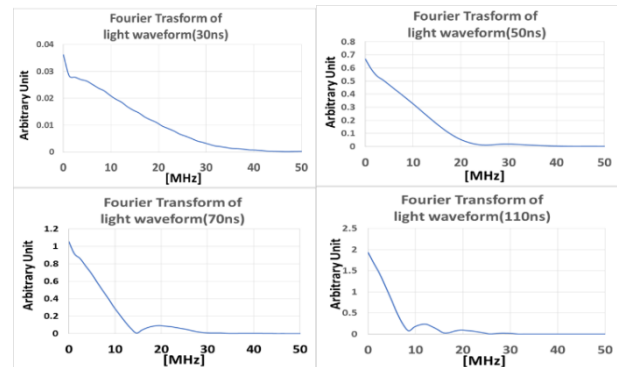 Fourier Trasform of
light waveform(30ns)
Arbitrary Unit
0.04
0.03
0.02
0.01
0
0 10 20 30 40 50
[MHz]
Fourier Trasform of
light waveform(50ns)
Arbitrary Unit
0.8
0.7
0.6
0.5
0.4
0.3
0.2
0.1
0
0 10 20 30 40 50
[MHz]
Fourier Transform of
light waveform(70ns)
Arbitrary Unit
1.2
1
0.8
0.6
0.4
0.2
0
0 10 20 30 40 50
[MHz]
Fourier Transform of
light waveform(110ns)
Arbitrary Unit
2.5
2
1.5
1
0.5
0
0 10 20 30 40 50
[MHz]